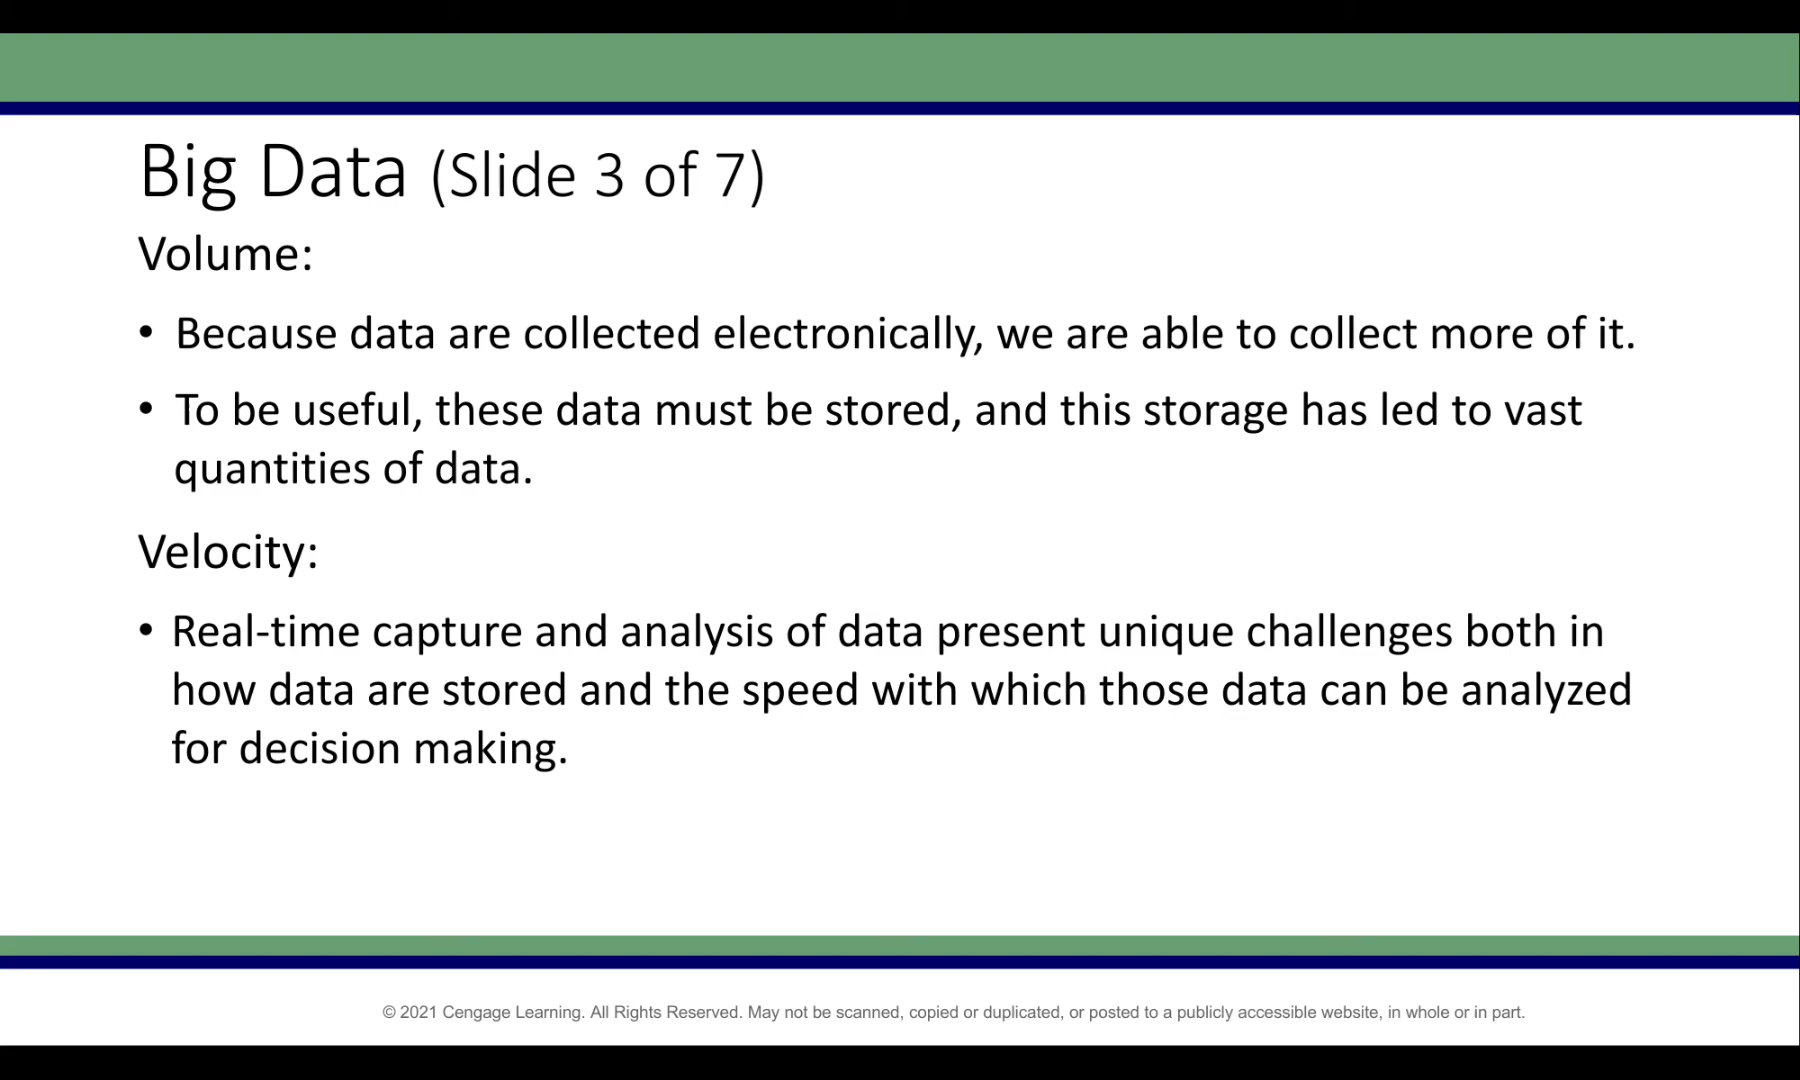 Big Data (Slide 3 of 7)
Volume:
• Because data are collected electronically, we are able to collect more of it.
• To be useful, these data must be stored, and this storage has led to vast
quantities of data.
Velocity:
• Real-time capture and analysis of data present unique challenges both in
how data are stored and the speed with which those data can be analyzed
for decision making.
© 2021 Cengage Learning. All Rights Reserved. May not be scanned, copied or duplicated, or posted to a publicly accessible website, in whole or in part.